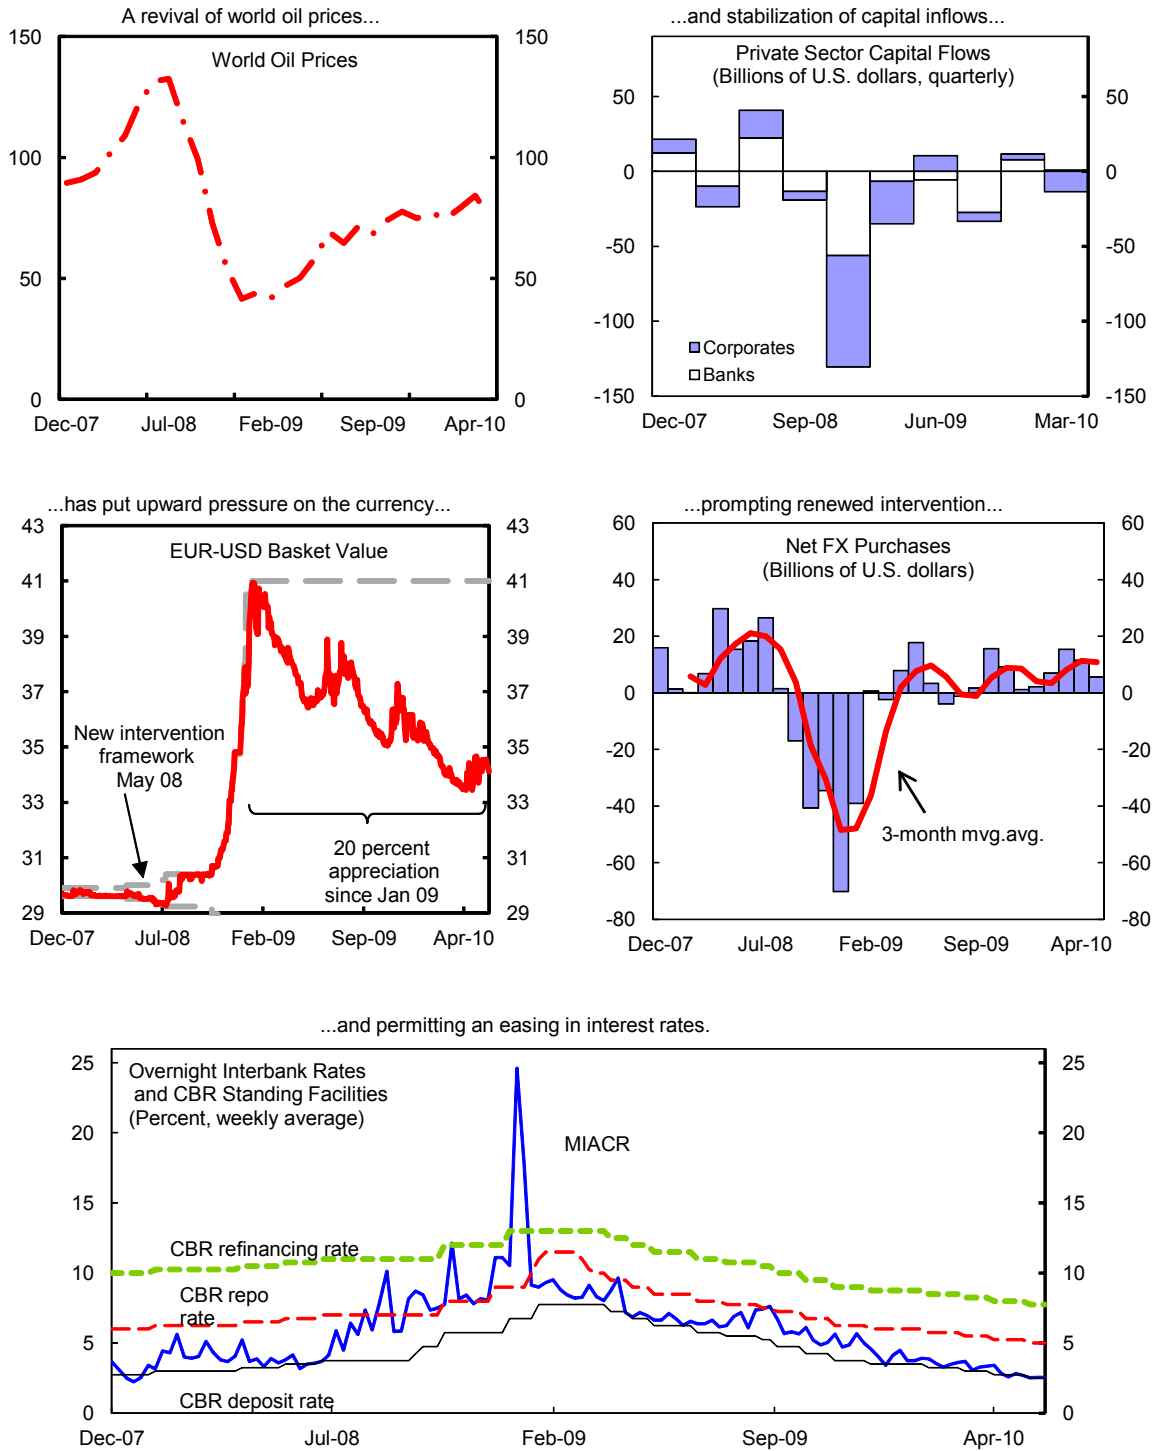 A revival of world oil prices...
150
150
World Oil Prices
100
100
50
50
0
0
Dec-07
Jul-08
Feb-09
Sep-09
Apr-10
...and stabilization of capital inflows...
Private Sector Capital Flows
(Billions of U.S. dollars, quarterly)
50
50
0
0
-50
-50
-100
-100
Corporates
Banks
-150
-150
Dec-07
Sep-08
Jun-09
Mar-10
...has put upward pressure on the currency...
43
43
EUR-USD Basket Value
41
41
39
39
37
37
New intervention
framework
May 08
35
35
33
33
20 percent
appreciation
since Jan 09
31
31
29
29
Dec-07
Jul-08
Feb-09
Sep-09
Apr-10
...prompting renewed intervention...
60
60
Net FX Purchases
(Billions of U.S. dollars)
40
40
20
20
0
0
-20
-20
-40
-40
3-month mvg.avg.
-60
-60
-80
-80
Dec-07
Jul-08
Feb-09
Sep-09
Apr-10
...and permitting an easing in interest rates.
25
25
Overnight Interbank Rates
and CBR Standing Facilities
(Percent, weekly average)
20
20
MIACR
15
15
CBR refinancing rate
10
10
CBR repo
rate
5
5
CBR deposit rate
0
0
Dec-07
Jul-08
Feb-09
Sep-09
Apr-10